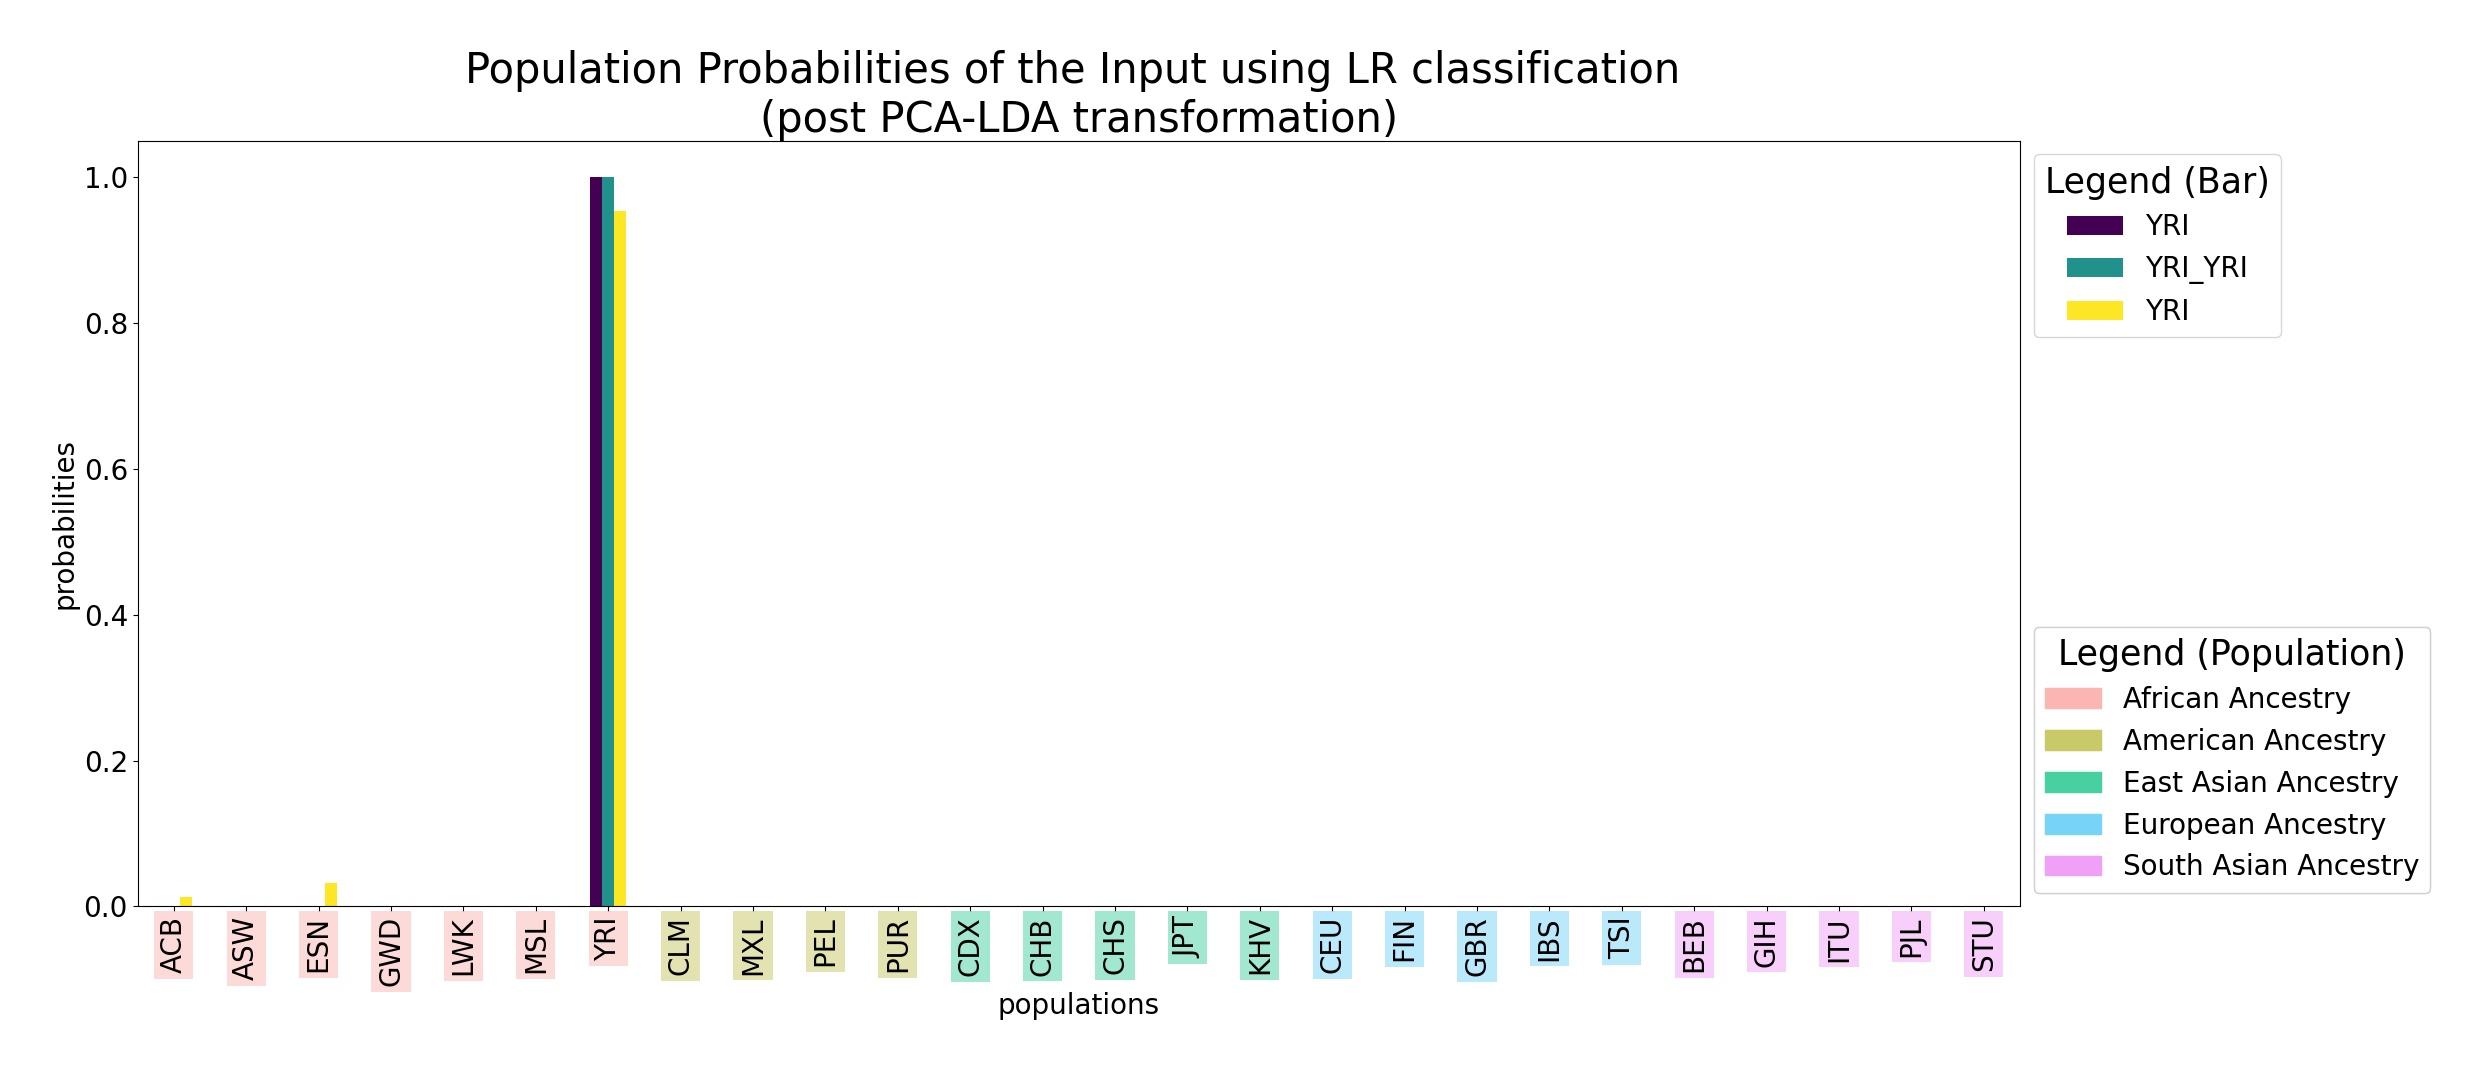 Population Probabilities of the Input using LR classification
(post PCA-LDA transformation)
probabilities
1.0
0.8
0.6
0.4
0.2
0.0
ACB
ASW
ESN
GWD
LWK
MSL
YRI
CLM
MXL
PEL
PUR
CDX
CHB
CHS
JPT
KHV
CEU
FIN
GBR
IBS
TSI
BEB
GIH
ITU
PJL
STU
populations
Legend (Bar)
YRI
YRI_YRI
YRI
Legend (Population)
African Ancestry
American Ancestry
East Asian Ancestry
European Ancestry
South Asian Ancestry